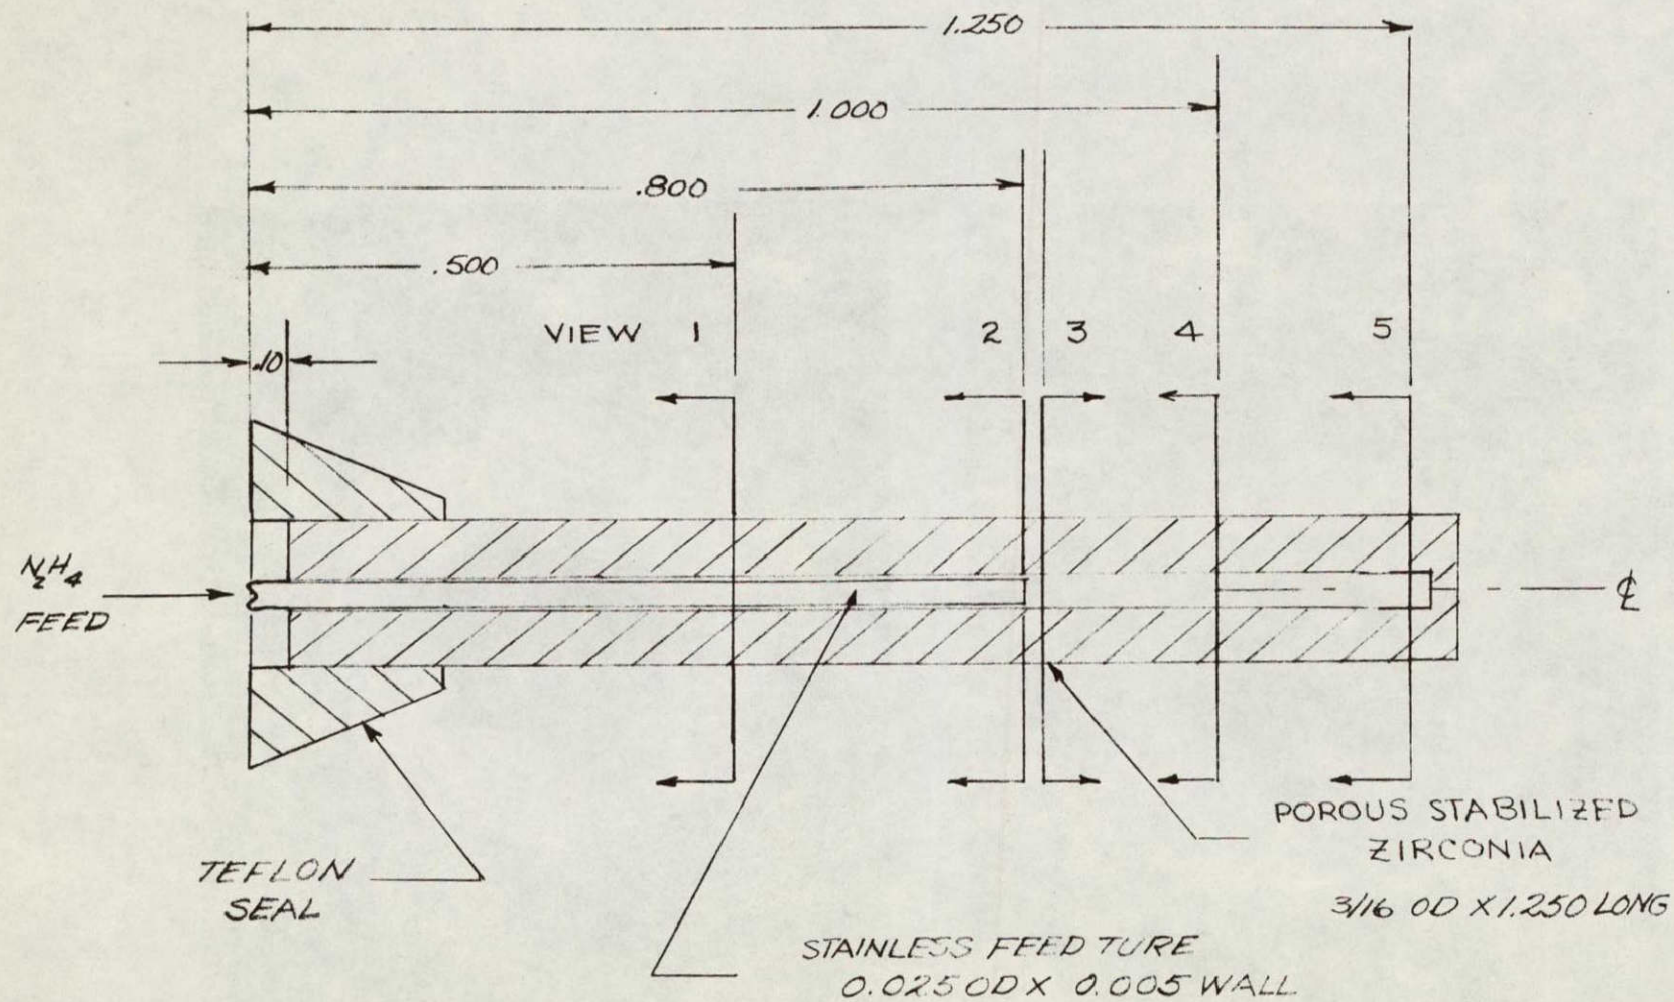 1.250
1.000
.800
.500
VIEW 1 2 3 4 5
.10
N2H4
FEED
℄
TEFLON
SEAL
POROUS STABILIZED
ZIRCONIA
3/16 OD X 1.250 LONG
STAINLESS FEED TURE
0.025 OD X 0.005 WALL